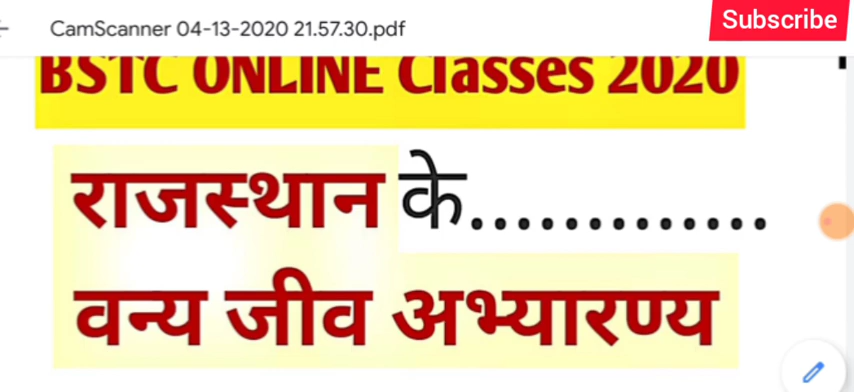 CamScanner 04-13-2020 21.57.30.pdf
Subscribe
BSTC ONLINE Classes 2020
राजस्थान के.............
वन्य जीव अभ्यारण्य